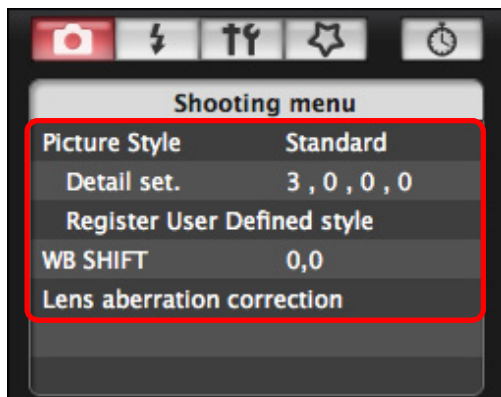 Shooting menu
Picture Style Standard
Detail set. 3 , 0 , 0 , 0
Register User Defined style
WB SHIFT 0,0
Lens aberration correction